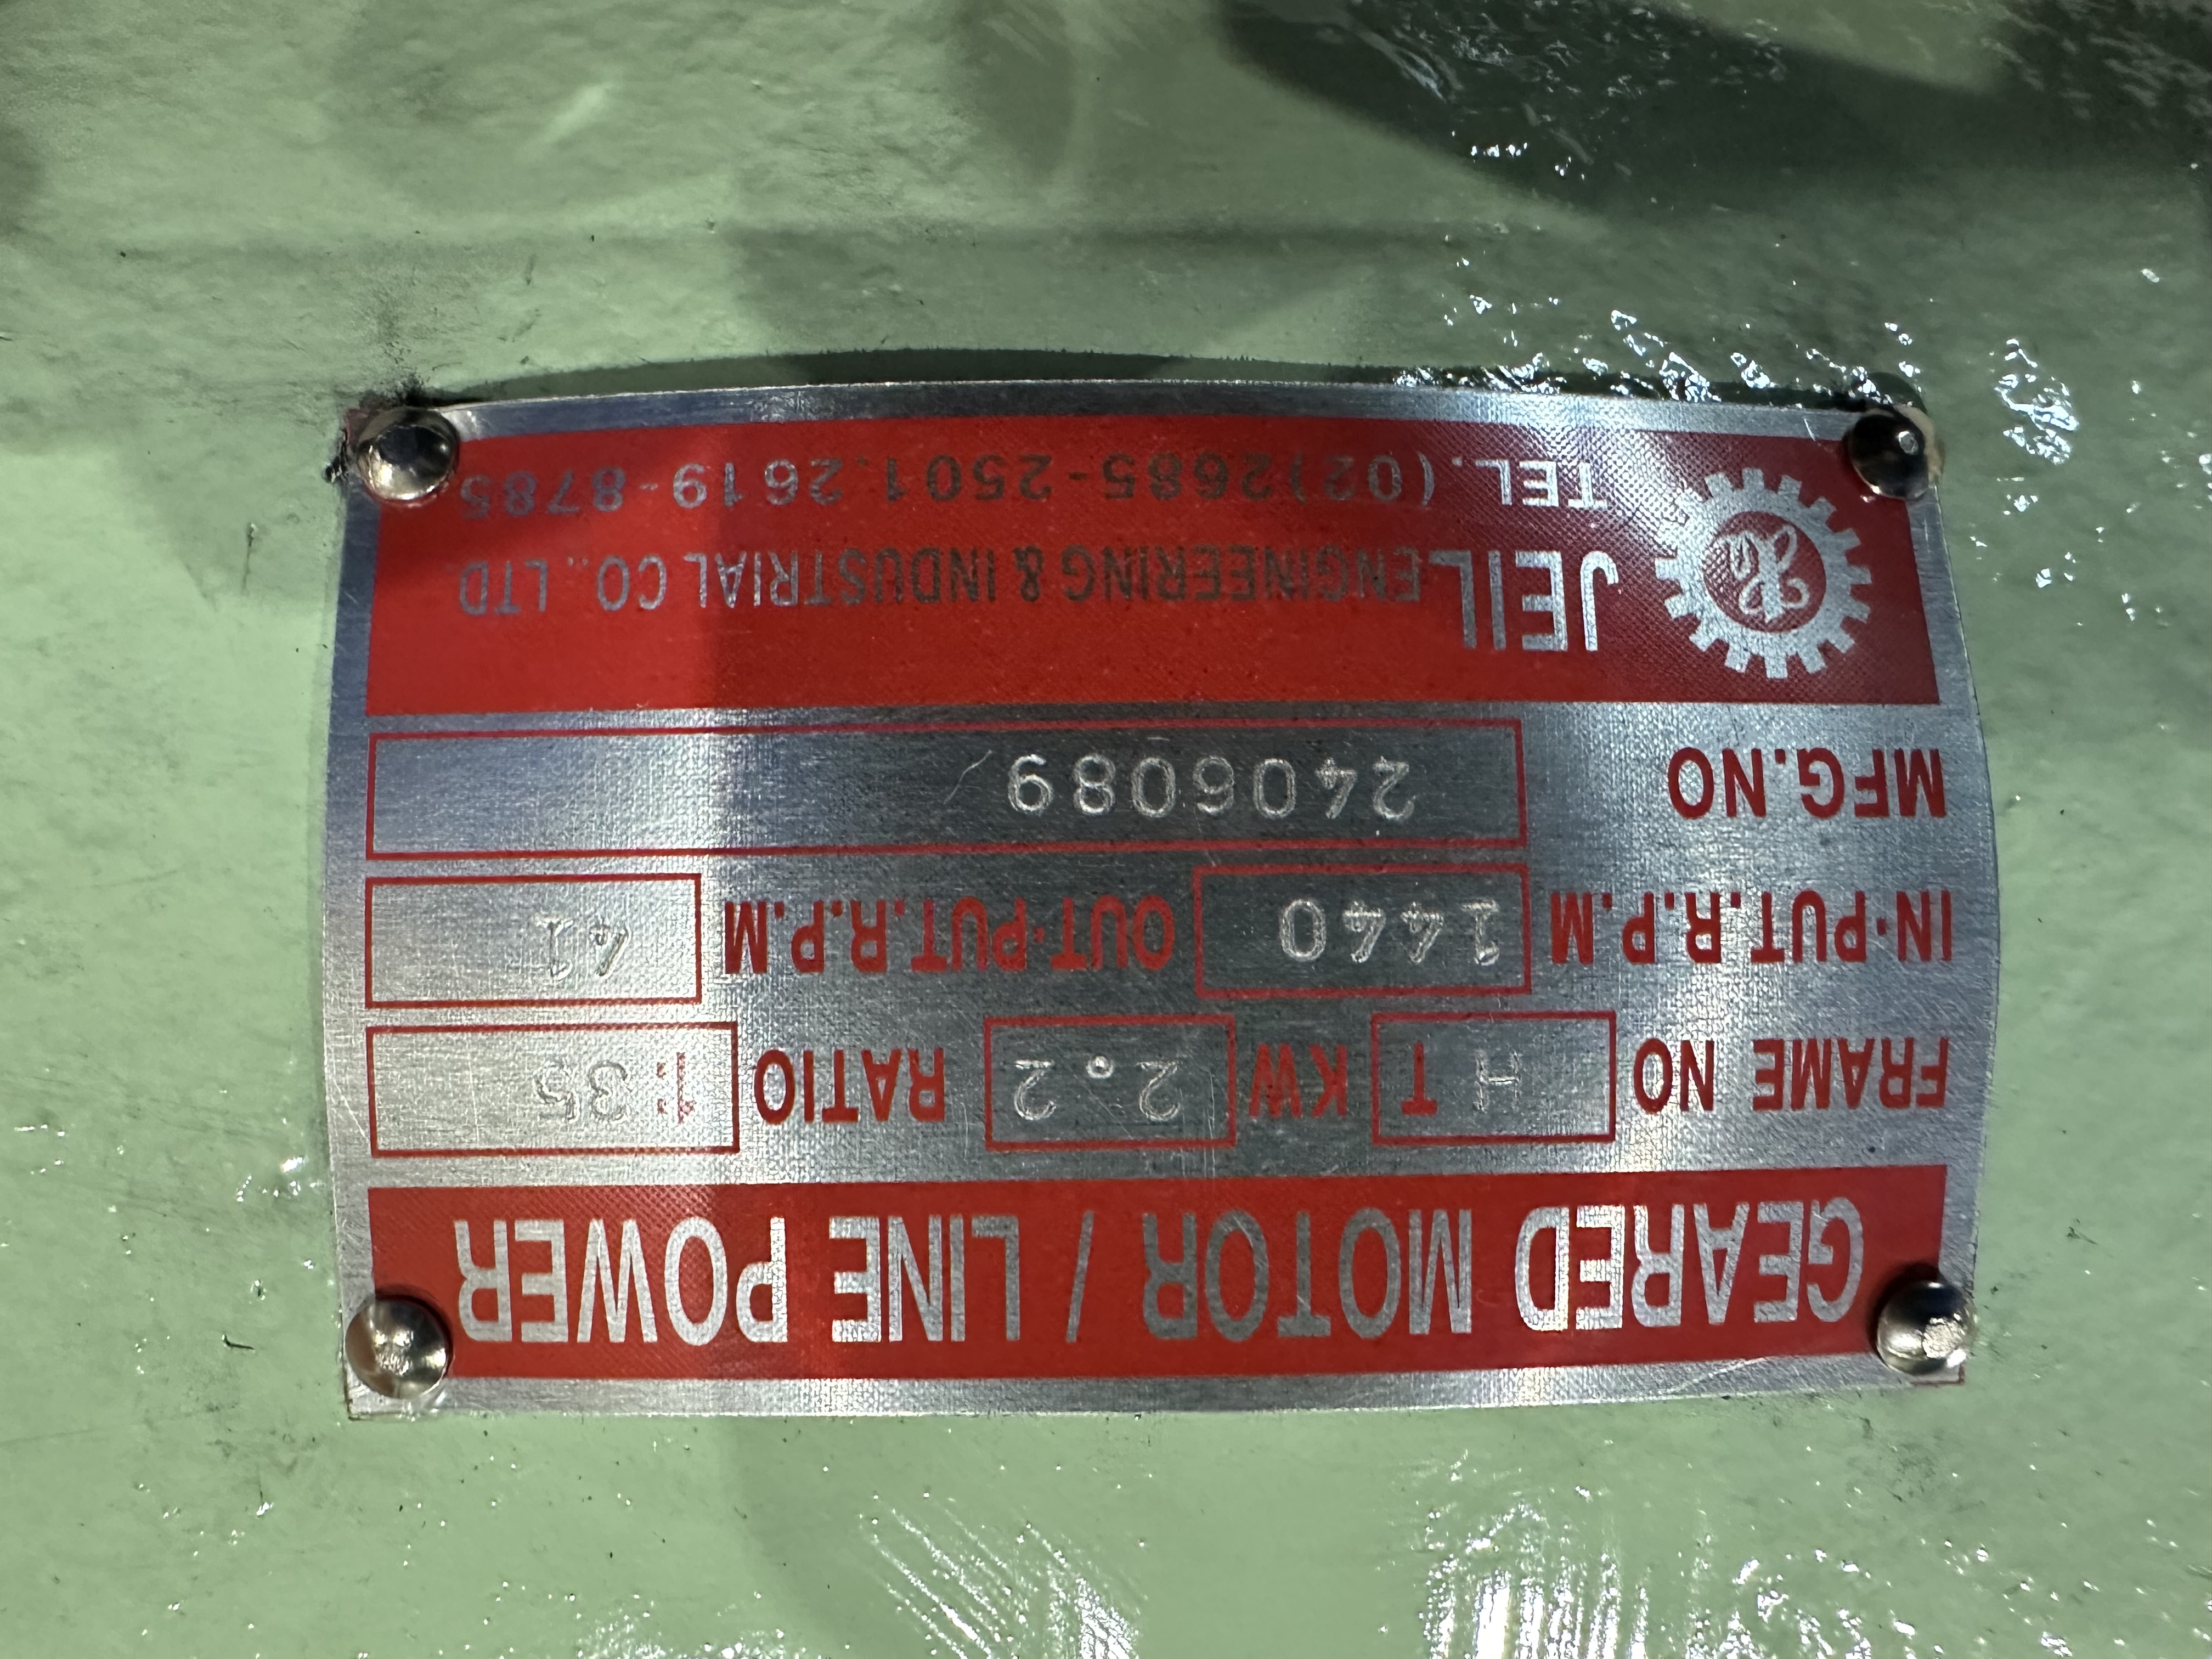 GEARED MOTOR / LINE POWER
FRAME NO H T KW 2.2 RATIO 1:35
IN·PUT.R.P.M 1440 OUT·PUT.R.P.M 41
MFG.NO 2406089
JEIL ENGINEERING & INDUSTRIAL CO., LTD.
TEL.(02)2685-2501.2619-8785